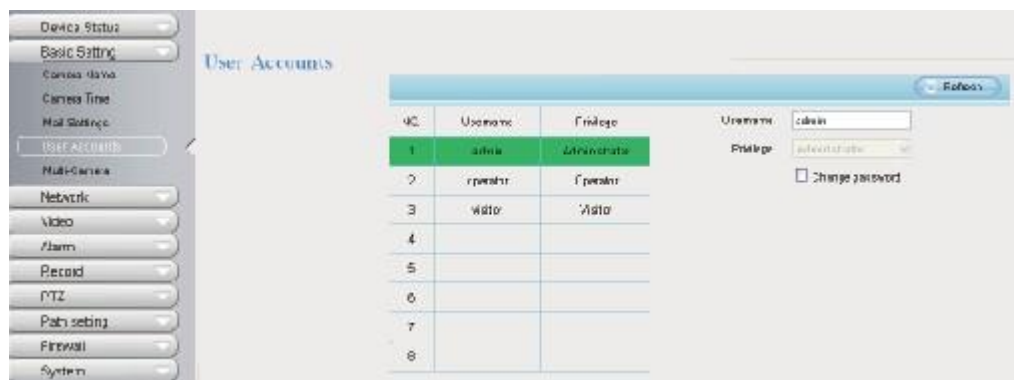 Device Status
Basic Setting
Camera Name
Camera Time
Mail Settings
User Accounts
Multi-Camera
Network
Video
Alarm
Record
PTZ
Path setting
Firewall
System
User Accounts
Refresh
NO. Username Privilege
1 admin Administrator
2 operator Operator
3 visitor Visitor
4
5
6
7
8
Username admin
Privilege administrator
Change password